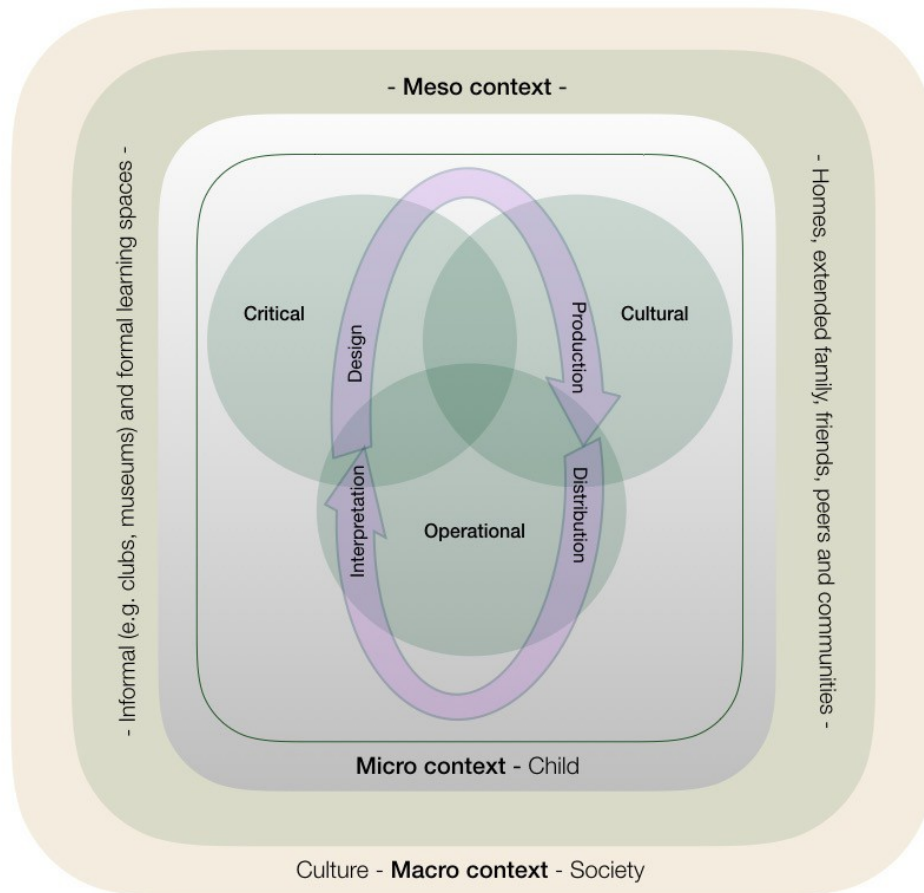 - Meso context -
- Informal (e.g. clubs, museums) and formal learning spaces -
- Homes, extended family, friends, peers and communities -
Critical
Cultural
Design
Production
Interpretation
Distribution
Operational
Micro context - Child
Culture - Macro context - Society